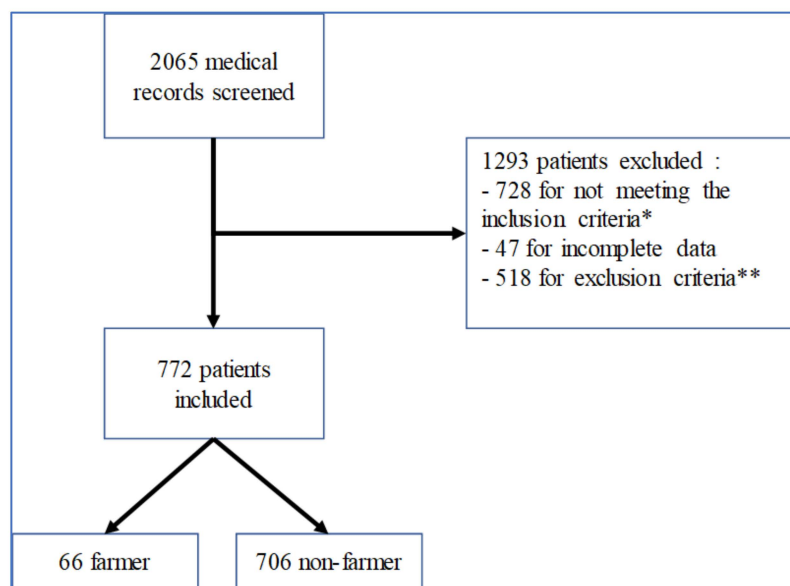 2065 medical
records screened
1293 patients excluded :
- 728 for not meeting the
inclusion criteria*
- 47 for incomplete data
- 518 for exclusion criteria**
772 patients
included
66 farmer
706 non-farmer